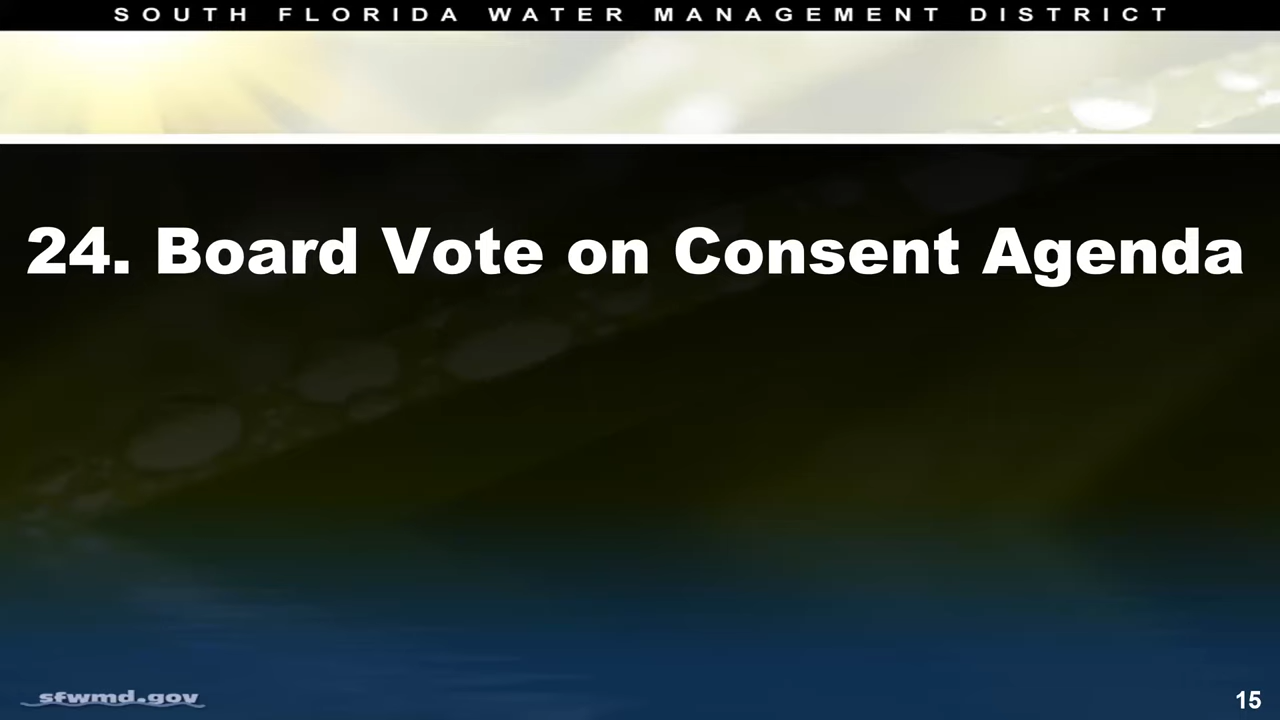 SOUTH FLORIDA WATER MANAGEMENT DISTRICT
24. Board Vote on Consent Agenda
sfwmd.gov
15